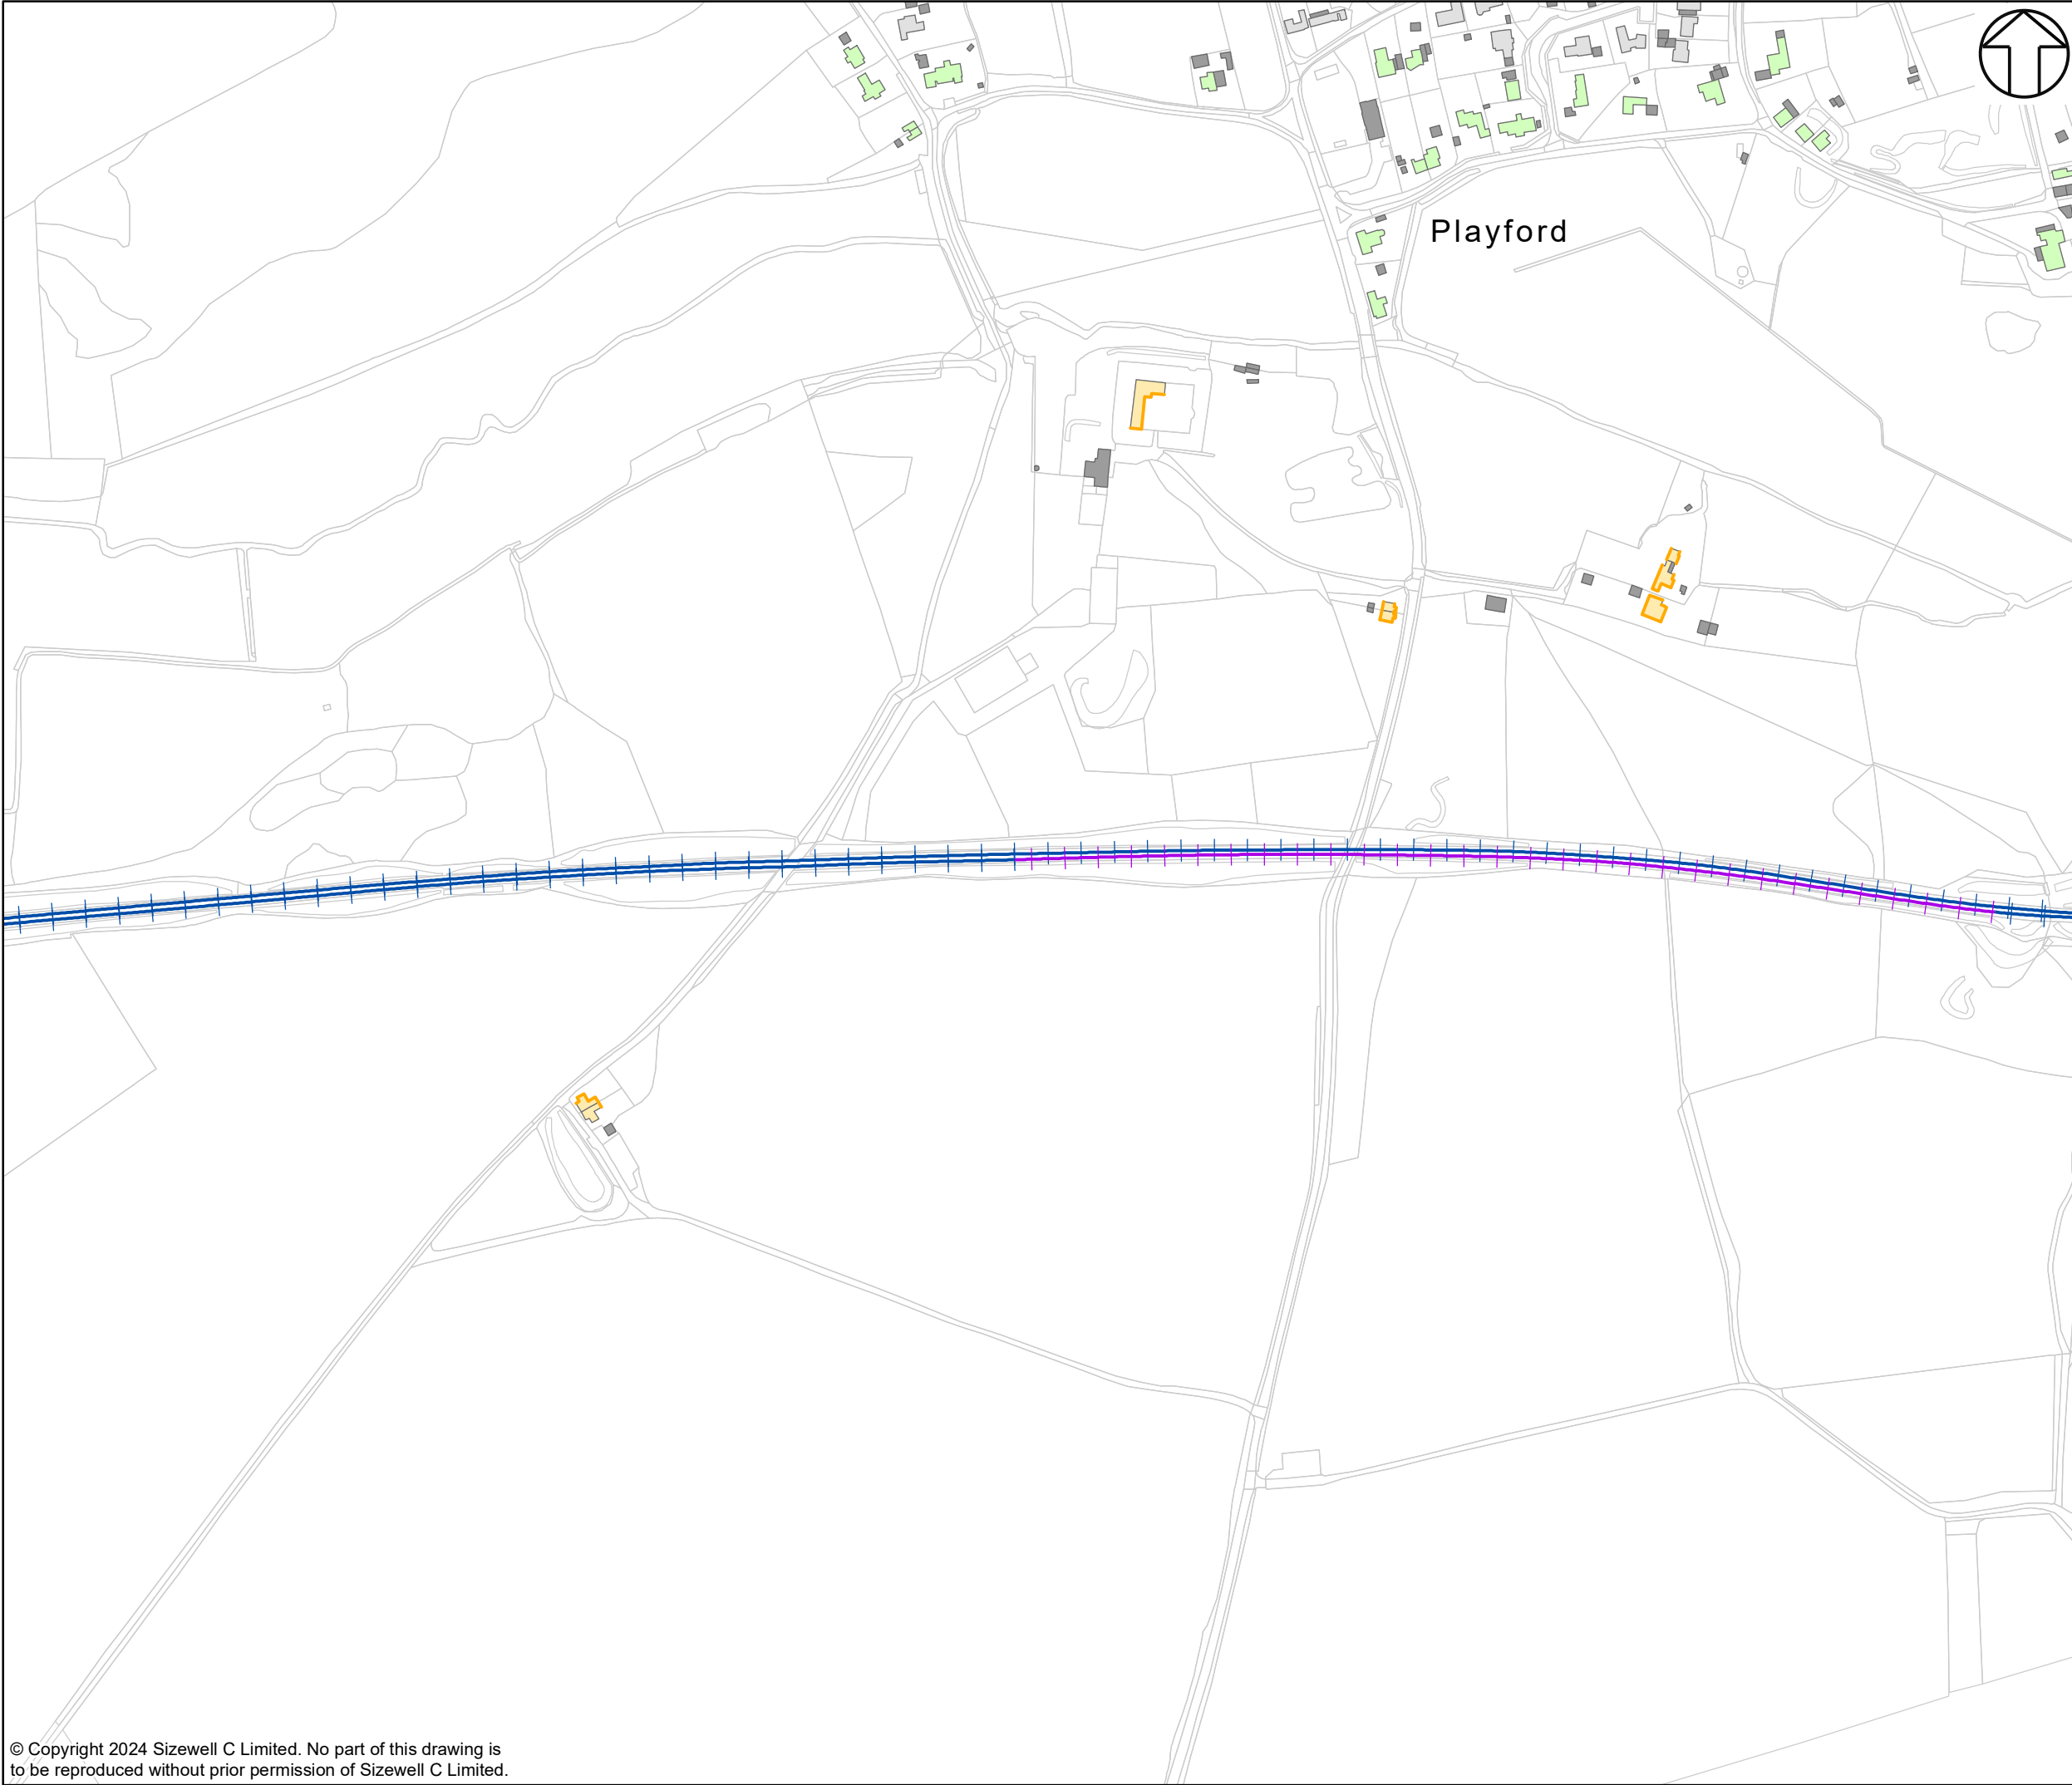 Playford
© Copyright 2024 Sizewell C Limited. No part of this drawing is
to be reproduced without prior permission of Sizewell C Limited.